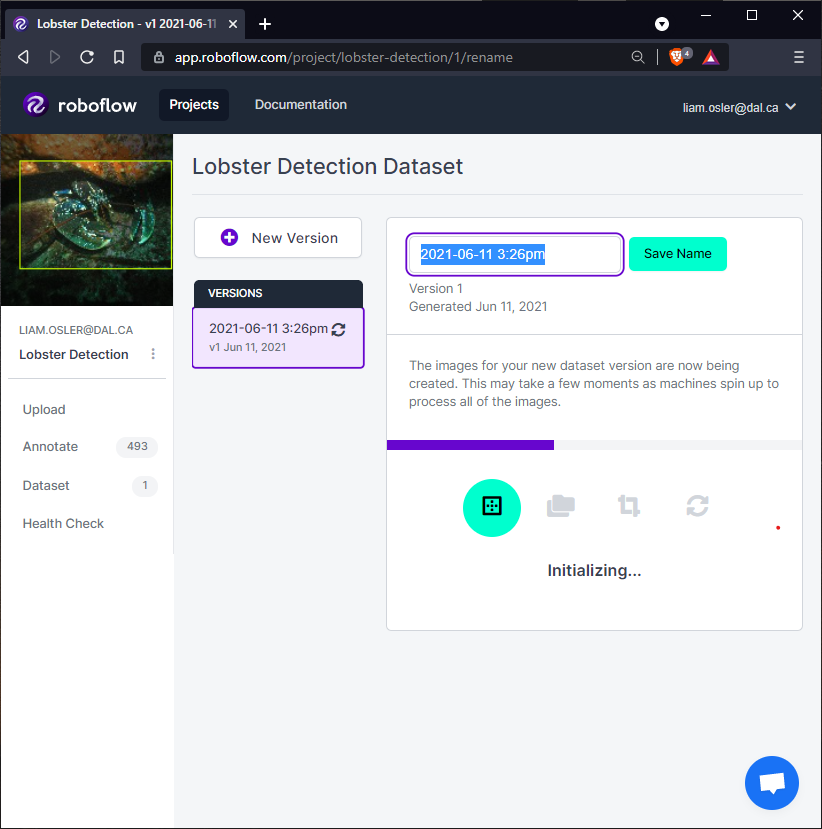 Lobster Detection - v1 2021-06-11
app.roboflow.com/project/lobster-detection/1/rename
4
roboflow
Projects
Documentation
liam.osler@dal.ca
Lobster Detection Dataset
New Version
VERSIONS
2021-06-11 3:26pm
v1 Jun 11, 2021
2021-06-11 3:26pm
Save Name
Version 1
Generated Jun 11, 2021
The images for your new dataset version are now being
created. This may take a few moments as machines spin up to
process all of the images.
Initializing...
LIAM.OSLER@DAL.CA
Lobster Detection
Upload
Annotate 493
Dataset 1
Health Check